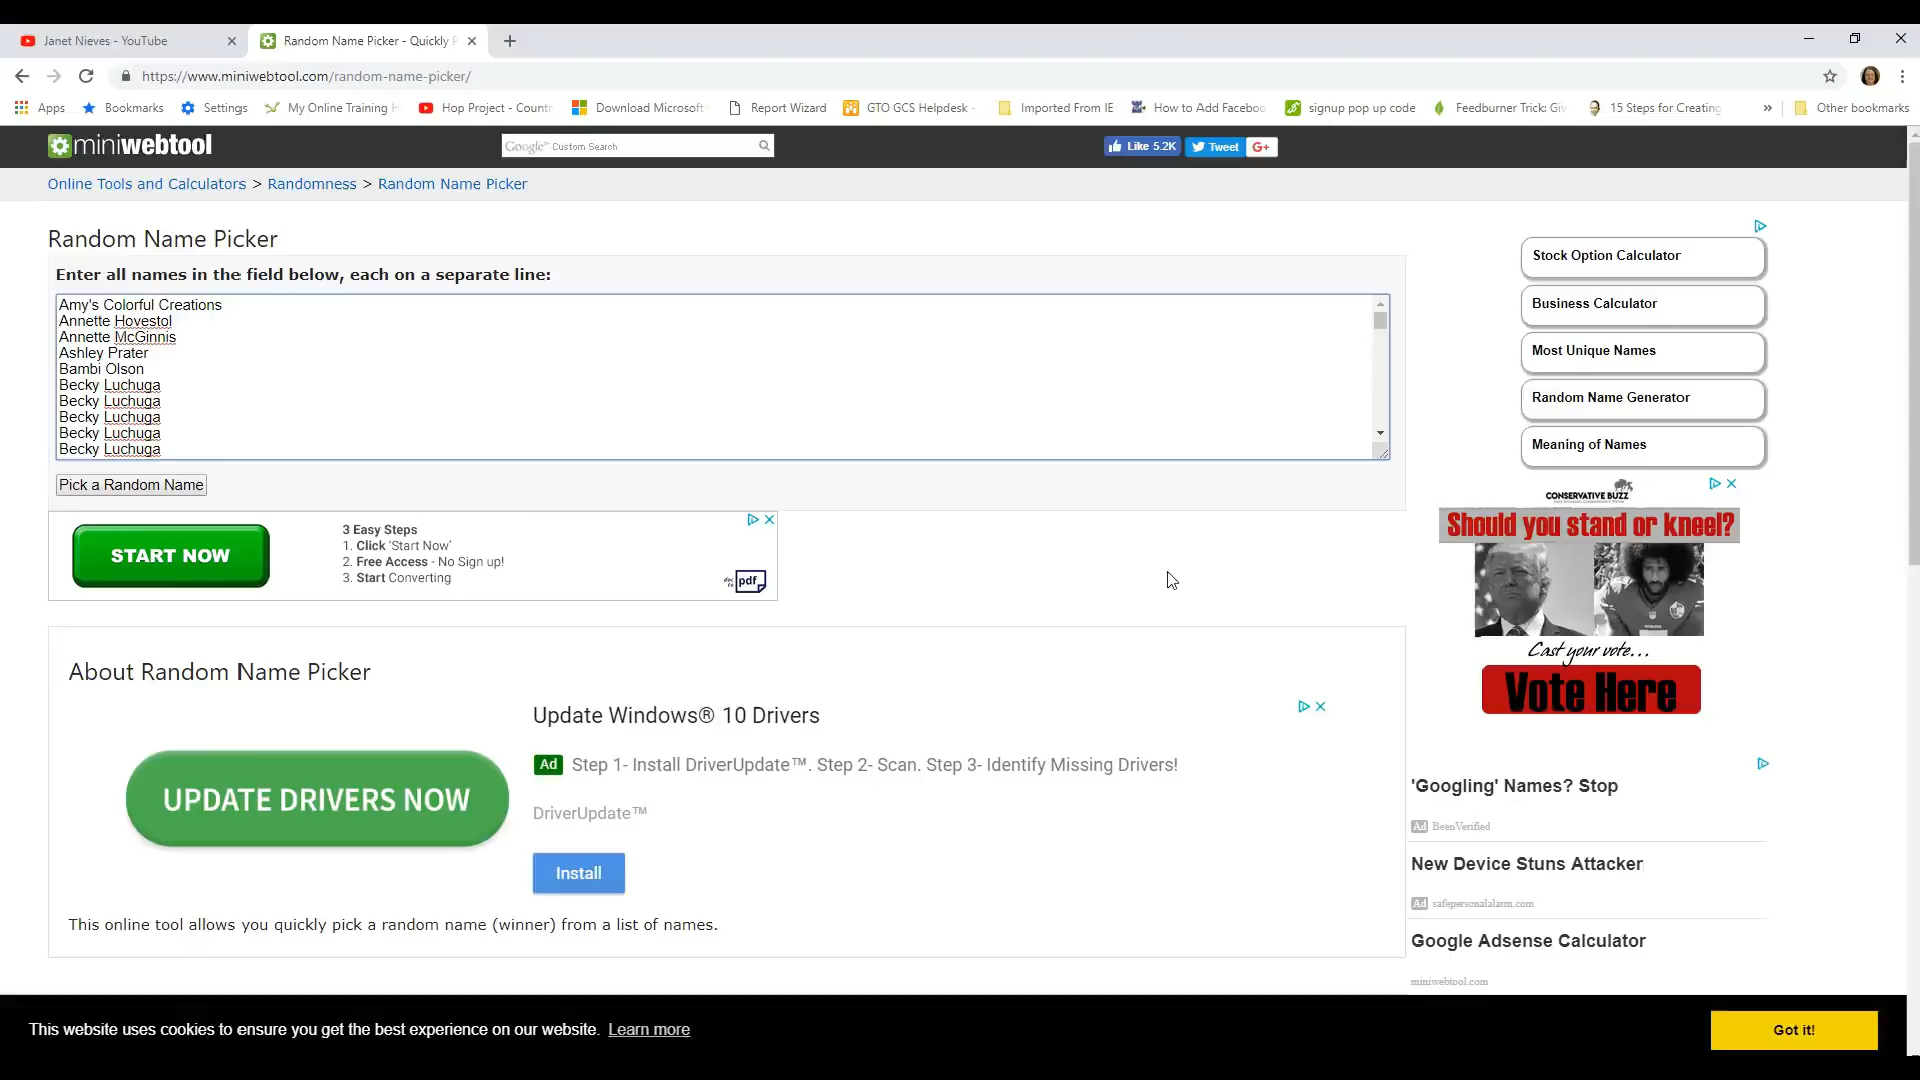 Janet Nieves - YouTube
Random Name Picker - Quickly P
https://www.miniwebtool.com/random-name-picker/
Apps
Bookmarks
Settings
My Online Training H
Hop Project - Count
Download Microsoft
Report Wizard
GTO GCS Helpdesk -
Imported From IE
How to Add Faceboo
signup pop up code
Feedburner Trick: Giv
15 Steps for Creating
»
Other bookmarks
miniwebtool
Google™ Custom Search
Like 5.2K
Tweet
G+
Online Tools and Calculators > Randomness > Random Name Picker
Random Name Picker
Enter all names in the field below, each on a separate line:
Amy's Colorful Creations
Annette Hovestol
Annette McGinnis
Ashley Prater
Bambi Olson
Becky Luchuga
Becky Luchuga
Becky Luchuga
Becky Luchuga
Becky Luchuga
Pick a Random Name
START NOW
3 Easy Steps
1. Click 'Start Now'
2. Free Access - No Sign up!
3. Start Converting
pdf
About Random Name Picker
UPDATE DRIVERS NOW
Update Windows® 10 Drivers
Ad Step 1- Install DriverUpdate™. Step 2- Scan. Step 3- Identify Missing Drivers!
DriverUpdate™
Install
This online tool allows you quickly pick a random name (winner) from a list of names.
Stock Option Calculator
Business Calculator
Most Unique Names
Random Name Generator
Meaning of Names
CONSERVATIVE BUZZ
Should you stand or kneel?
Cast your vote...
Vote Here
'Googling' Names? Stop
Ad BeenVerified
New Device Stuns Attacker
Ad safepersonalalarm.com
Google Adsense Calculator
miniwebtool.com
This website uses cookies to ensure you get the best experience on our website. Learn more
Got it!